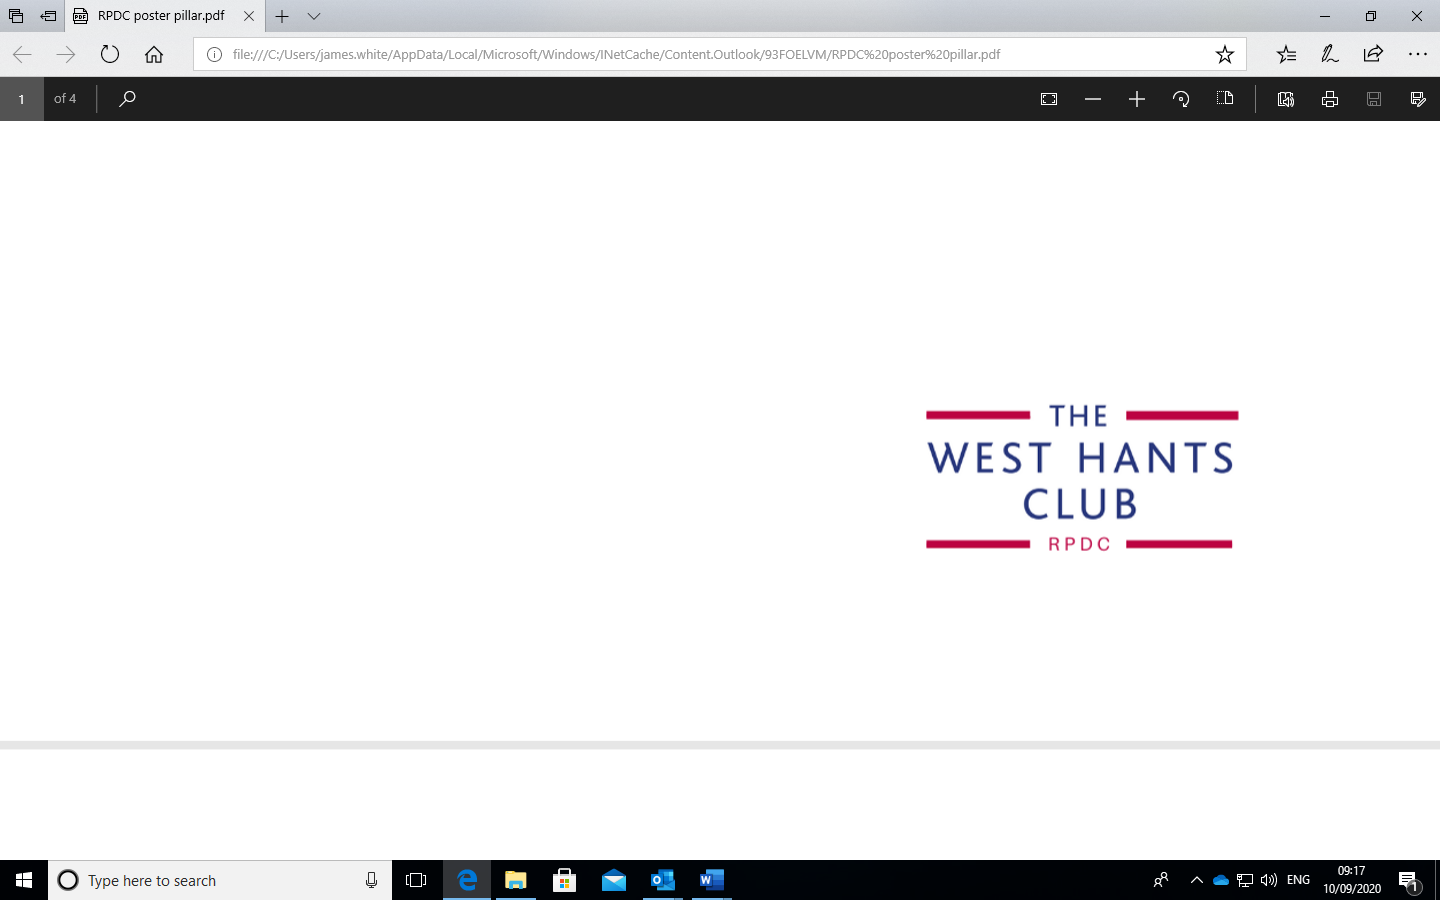 RPDC poster pillar.pdf
file:///C:/Users/james.white/AppData/Local/Microsoft/Windows/INetCache/Content.Outlook/93FOELVM/RPDC%20poster%20pillar.pdf
1 of 4
THE
WEST HANTS
CLUB
RPDC
Type here to search
ENG
09:17
10/09/2020
1